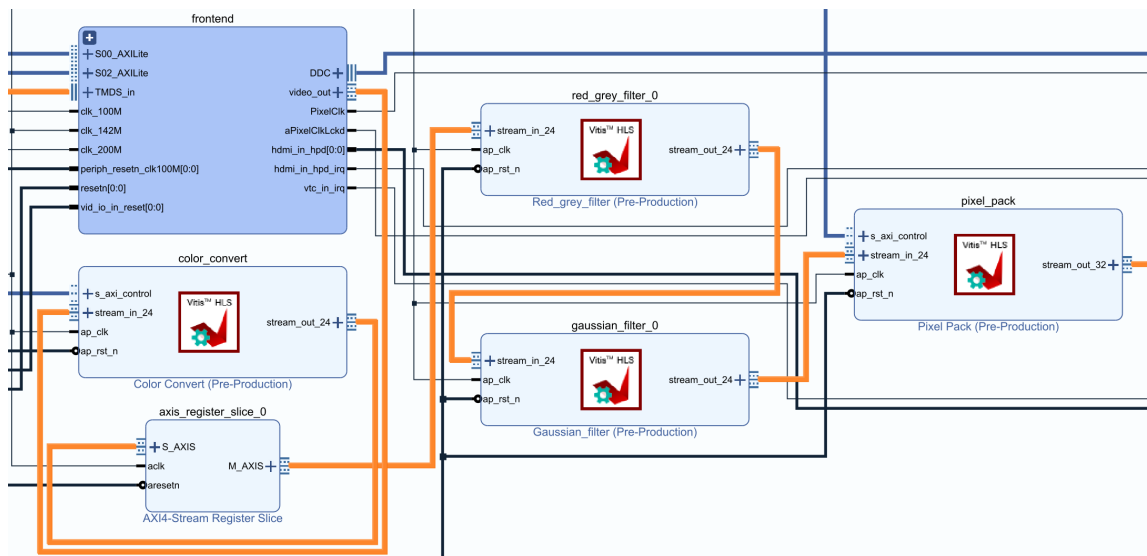 frontend
S00_AXILite
S02_AXILite
TMDS_in
clk_100M
clk_142M
clk_200M
periph_resetn_clk100M[0:0]
resetn[0:0]
vid_io_in_reset[0:0]
DDC
video_out
PixelClk
aPixelClkLckd
hdmi_in_hpd[0:0]
hdmi_in_hpd_irq
vtc_in_irq
color_convert
s_axi_control
stream_in_24
ap_clk
ap_rst_n
Vitis™ HLS
stream_out_24
Color Convert (Pre-Production)
axis_register_slice_0
S_AXIS
aclk
aresetn
M_AXIS
AXI4-Stream Register Slice
red_grey_filter_0
stream_in_24
ap_clk
ap_rst_n
Vitis™ HLS
stream_out_24
Red_grey_filter (Pre-Production)
gaussian_filter_0
stream_in_24
ap_clk
ap_rst_n
Vitis™ HLS
stream_out_24
Gaussian_filter (Pre-Production)
pixel_pack
s_axi_control
stream_in_24
ap_clk
ap_rst_n
Vitis™ HLS
stream_out_32
Pixel Pack (Pre-Production)